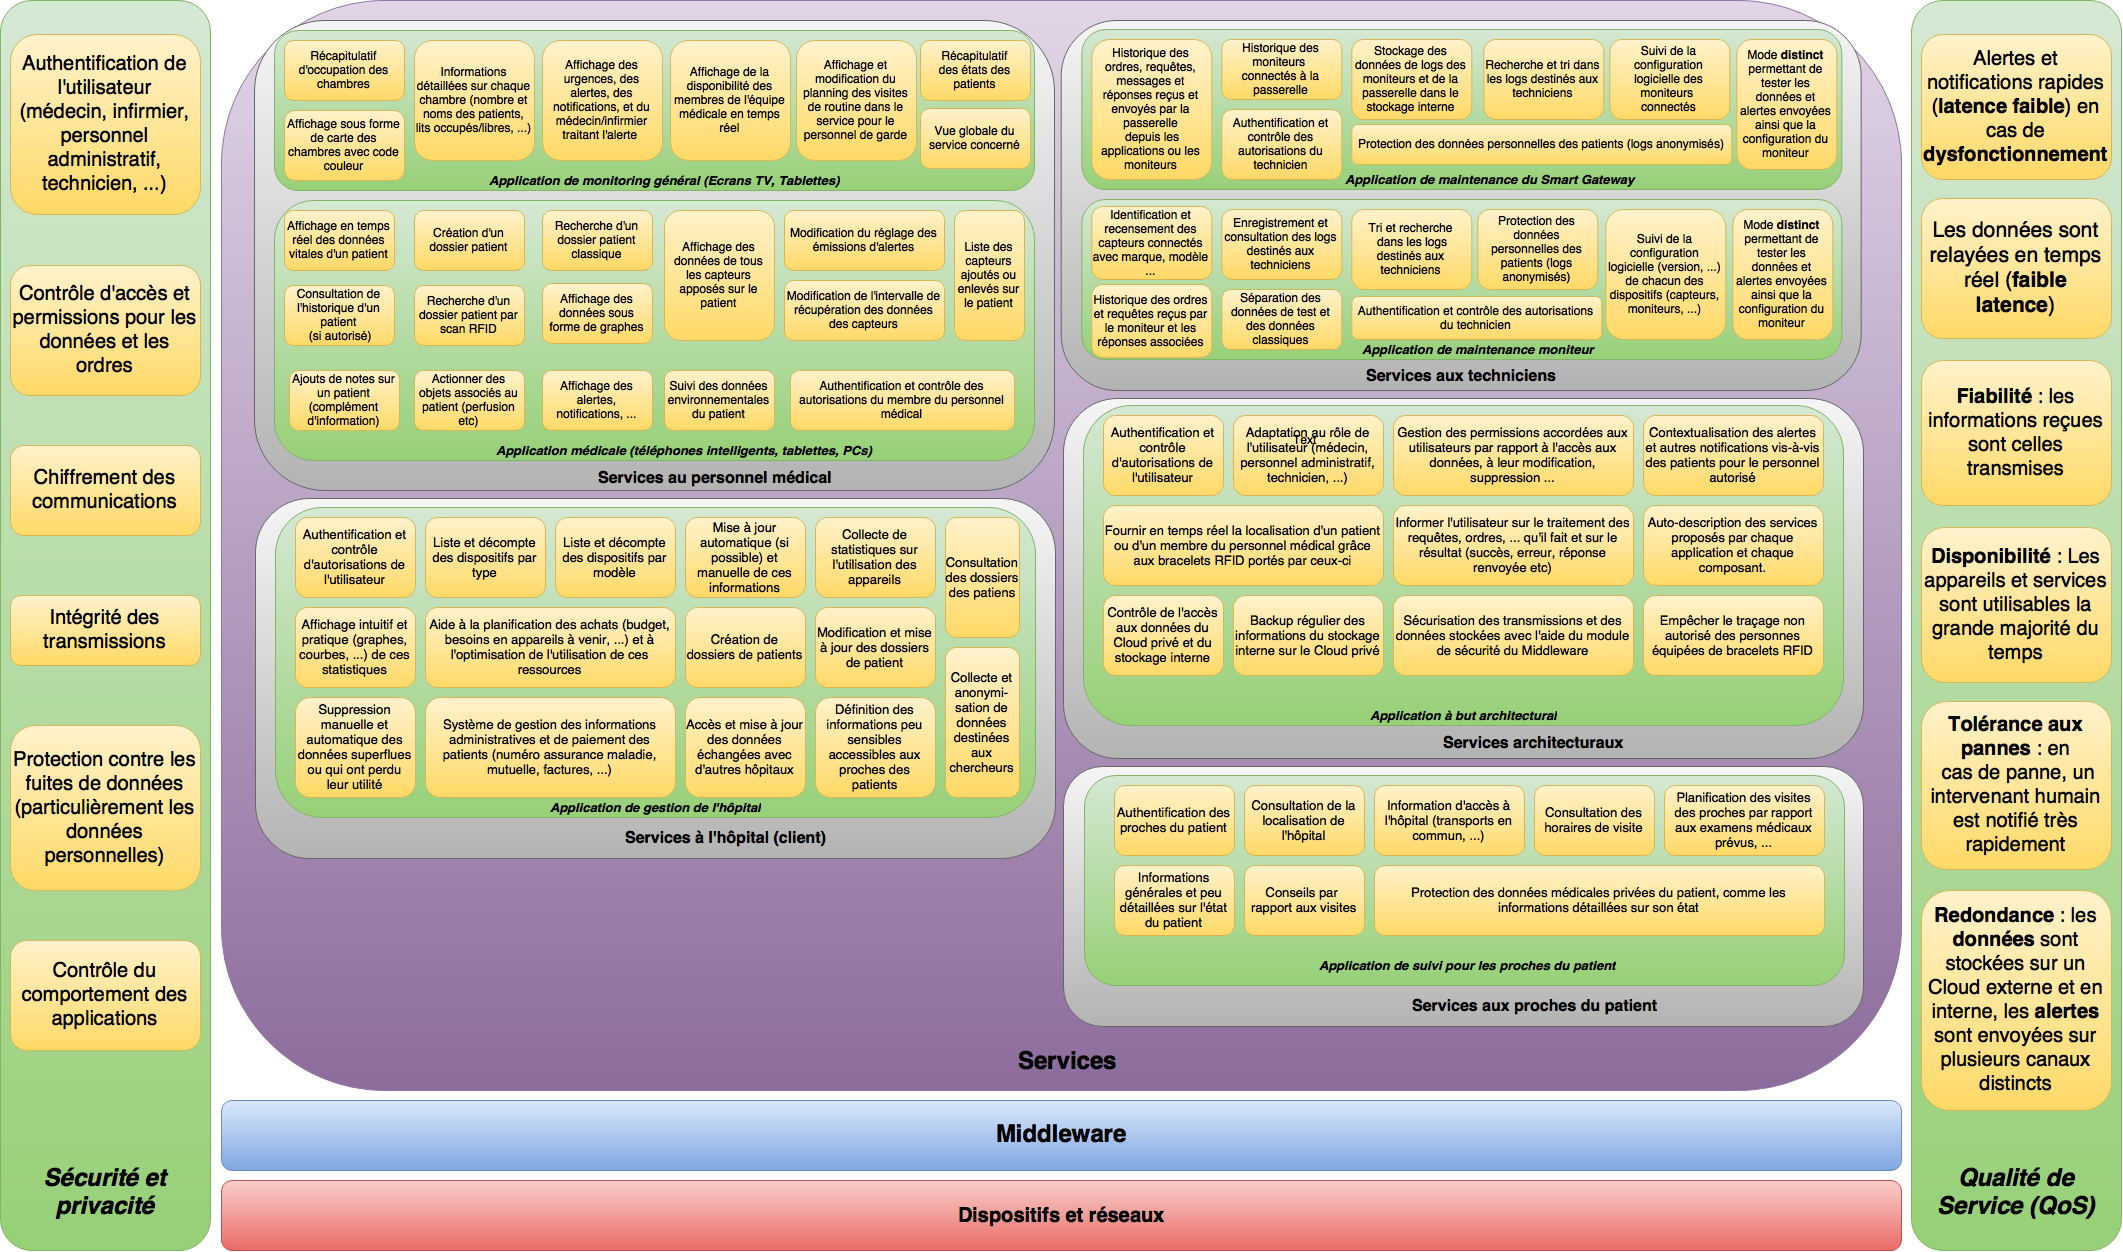 Authentification de
l'utilisateur
(médecin, infirmier,
personnel
administratif,
technicien, ...)
Contrôle d'accès et
permissions pour les
données et les
ordres
Chiffrement des
communications
Intégrité des
transmissions
Protection contre les
fuites de données
(particulièrement les
données
personnelles)
Contrôle du
comportement des
applications
Sécurité et
privacité
Récapitulatif
d'occupation des
chambres
Affichage sous forme
de carte des
chambres avec code
couleur
Informations
détaillées sur chaque
chambre (nombre et
noms des patients,
lits occupés/libres, ...)
Affichage des
urgences, des
alertes, des
notifications, et du
médecin/infirmier
traitant l'alerte
Affichage de la
disponibilité des
membres de l'équipe
médicale en temps
réel
Affichage et
modification du
planning des visites
de routine dans le
service pour le
personnel de garde
Récapitulatif
des états des
patients
Vue globale du
service concerné
Application de monitoring général (Ecrans TV, Tablettes)
Affichage en temps
réel des données
vitales d'un patient
Création d'un
dossier patient
Recherche d'un
dossier patient
classique
Affichage des
données de tous
les capteurs
apposés sur le
patient
Modification du réglage des
émissions d'alertes
Liste des
capteurs
ajoutés ou
enlevés sur
le patient
Consultation de
l'historique d'un
patient
(si autorisé)
Recherche d'un
dossier patient par
scan RFID
Affichage des
données sous
forme de graphes
Modification de l'intervalle de
récupération des données
des capteurs
Ajouts de notes sur
un patient
(complément
d'information)
Actionner des
objets associés au
patient (perfusion
etc)
Affichage des
alertes,
notifications, ...
Suivi des données
environnementales
du patient
Authentification et contrôle des
autorisations du membre du personnel
médical
Application médicale (téléphones intelligents, tablettes, PCs)
Services au personnel médical
Authentification et
contrôle
d'autorisations de
l'utilisateur
Liste et décompte
des dispositifs par
type
Liste et décompte
des dispositifs par
modèle
Mise à jour
automatique (si
possible) et
manuelle de ces
informations
Collecte de
statistiques sur
l'utilisation des
appareils
Consultation
des dossiers
des patiens
Affichage intuitif et
pratique (graphes,
courbes, ...) de ces
statistiques
Aide à la planification des achats (budget,
besoins en appareils à venir, ...) et à
l'optimisation de l'utilisation de ces
ressources
Création de
dossiers de patients
Modification et mise
à jour des dossiers
de patient
Collecte et
anonymi-
sation de
données
destinées
aux
chercheurs
Suppression
manuelle et
automatique des
données superflues
ou qui ont perdu
leur utilité
Système de gestion des informations
administratives et de paiement des
patients (numéro assurance maladie,
mutuelle, factures, ...)
Accès et mise à jour
des données
échangées avec
d'autres hôpitaux
Définition des
informations peu
sensibles
accessibles aux
proches des
patients
Application de gestion de l'hôpital
Services à l'hôpital (client)
Historique des
ordres, requêtes,
messages et
réponses reçus et
envoyés par la
passerelle
depuis les
applications ou les
moniteurs
Historique des
moniteurs
connectés à la
passerelle
Authentification et
contrôle des
autorisations du
technicien
Stockage des
données de logs des
moniteurs et de la
passerelle dans le
stockage interne
Recherche et tri dans
les logs destinés aux
techniciens
Suivi de la
configuration
logicielle des
moniteurs
connectés
Mode distinct
permettant de
tester les
données et
alertes envoyées
ainsi que la
configuration du
moniteur
Protection des données personnelles des patients (logs anonymisés)
Application de maintenance du Smart Gateway
Identification et
recensement des
capteurs connectés
avec marque, modèle
...
Enregistrement et
consultation des logs
destinés aux
techniciens
Tri et recherche
dans les logs
destinés aux
techniciens
Protection des
données
personnelles des
patients (logs
anonymisés)
Suivi de la
configuration
logicielle (version, ...)
de chacun des
dispositifs (capteurs,
moniteurs, ...)
Mode distinct
permettant de
tester les
données et
alertes envoyées
ainsi que la
configuration du
moniteur
Historique des ordres
et requêtes reçus par
le moniteur et les
réponses associées
Séparation des
données de test et
des données
classiques
Authentification et contrôle des autorisations
du technicien
Application de maintenance moniteur
Services aux techniciens
Authentification et
contrôle
d'autorisations de
l'utilisateur
Adaptation au rôle de
Text
l'utilisateur (médecin,
personnel administratif,
technicien, ...)
Gestion des permissions accordées aux
utilisateurs par rapport à l'accès aux
données, à leur modification,
suppression ...
Contextualisation des alertes
et autres notifications vis-à-vis
des patients pour le personnel
autorisé
Fournir en temps réel la localisation d'un patient
ou d'un membre du personnel médical grâce
aux bracelets RFID portés par ceux-ci
Informer l'utilisateur sur le traitement des
requêtes, ordres, ... qu'il fait et sur le
résultat (succès, erreur, réponse
renvoyée etc)
Auto-description des services
proposés par chaque
application et chaque
composant.
Contrôle de l'accès
aux données du
Cloud privé et du
stockage interne
Backup régulier des
informations du stockage
interne sur le Cloud privé
Sécurisation des transmissions et des
données stockées avec l'aide du module
de sécurité du Middleware
Empêcher le traçage non
autorisé des personnes
équipées de bracelets RFID
Application à but architectural
Services architecturaux
Authentification des
proches du patient
Consultation de la
localisation de
l'hôpital
Information d'accès à
l'hôpital (transports en
commun, ...)
Consultation des
horaires de visite
Planification des visites
des proches par rapport
aux examens médicaux
prévus, ...
Informations
générales et peu
détaillées sur l'état
du patient
Conseils par
rapport aux visites
Protection des données médicales privées du patient, comme les
informations détaillées sur son état
Application de suivi pour les proches du patient
Services aux proches du patient
Services
Middleware
Dispositifs et réseaux
Alertes et
notifications rapides
(latence faible) en
cas de
dysfonctionnement
Les données sont
relayées en temps
réel (faible
latence)
Fiabilité : les
informations reçues
sont celles
transmises
Disponibilité : Les
appareils et services
sont utilisables la
grande majorité du
temps
Tolérance aux
pannes : en
cas de panne, un
intervenant humain
est notifié très
rapidement
Redondance : les
données sont
stockées sur un
Cloud externe et en
interne, les alertes
sont envoyées sur
plusieurs canaux
distincts
Qualité de
Service (QoS)